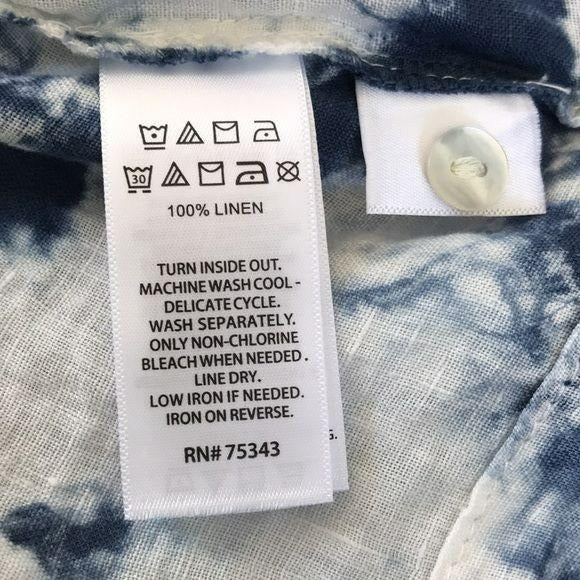 30
100% LINEN
TURN INSIDE OUT.
MACHINE WASH COOL -
DELICATE CYCLE.
WASH SEPARATELY.
ONLY NON-CHLORINE
BLEACH WHEN NEEDED.
LINE DRY.
LOW IRON IF NEEDED.
IRON ON REVERSE.
G.
RN# 75343